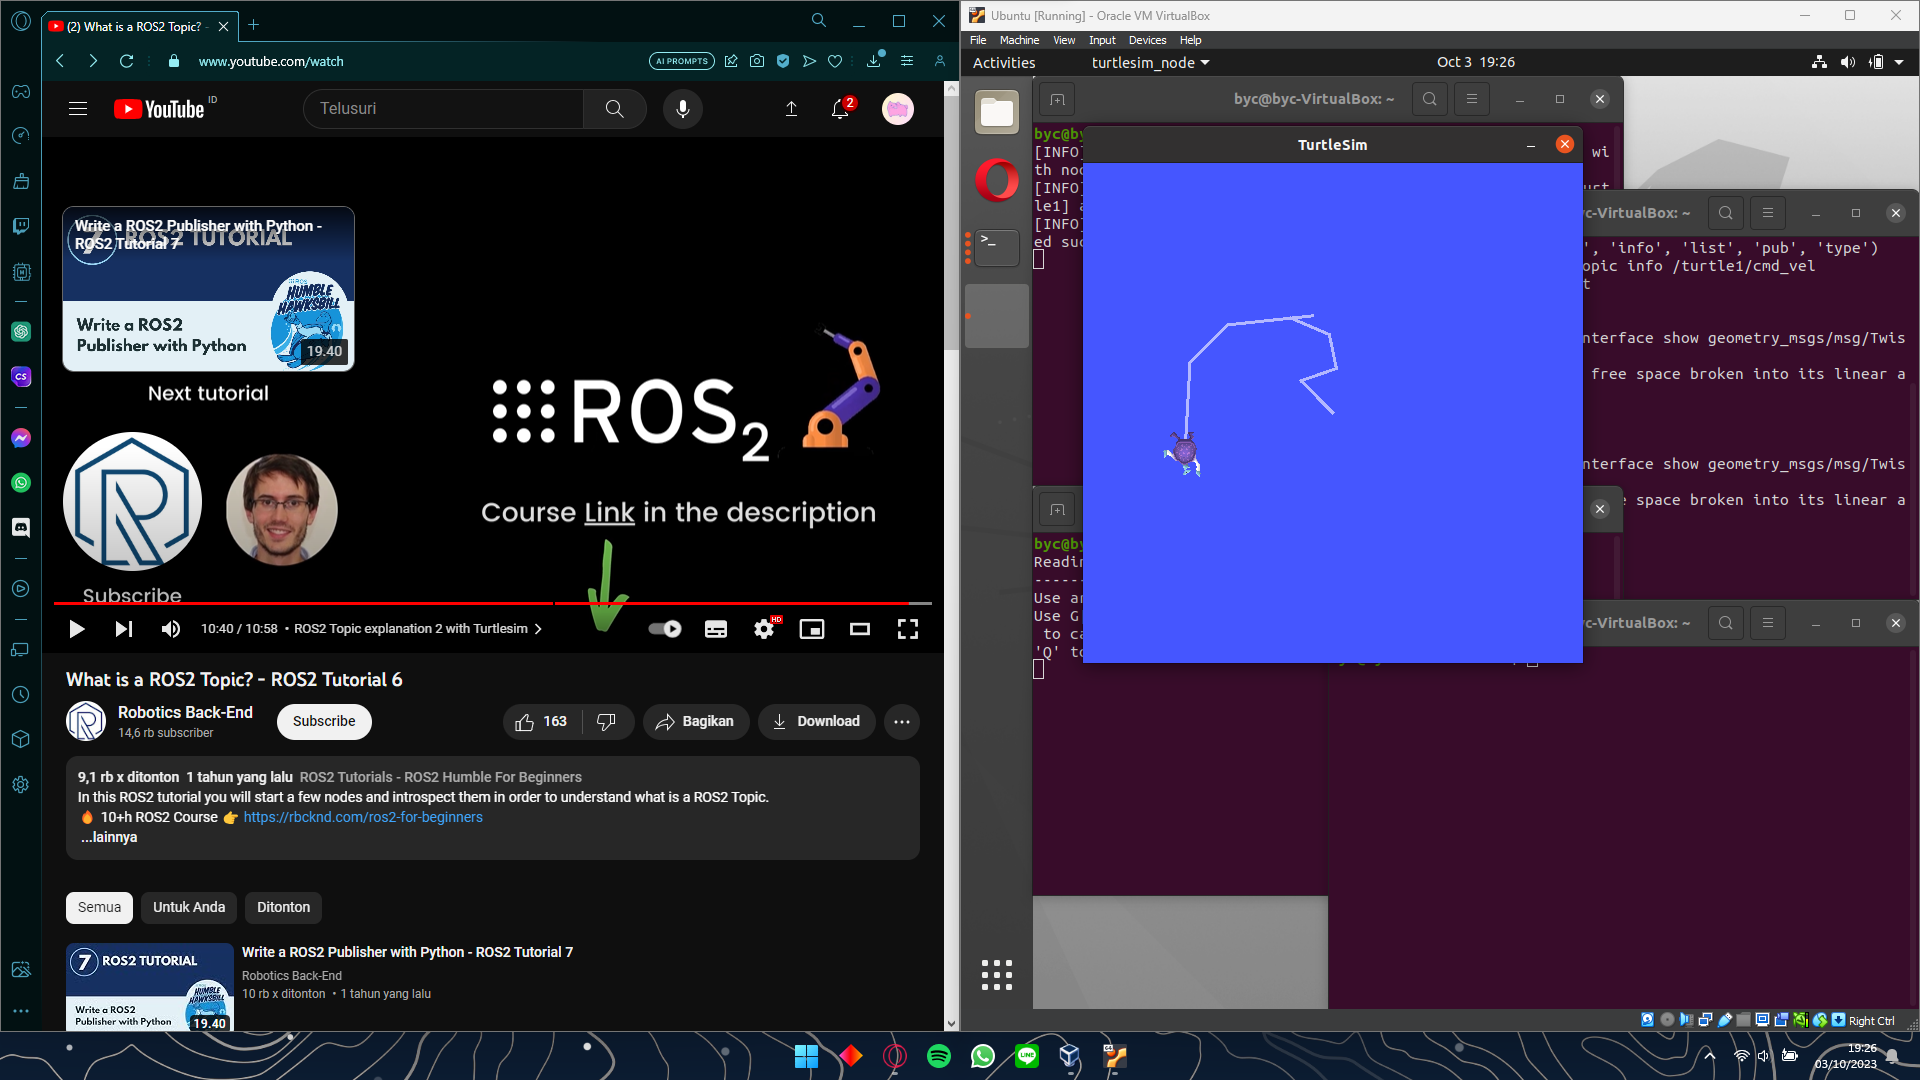 (2) What is a ROS2 Topic? -
www.youtube.com/watch
AI PROMPTS
YouTube ID
Telusuri
2
Write a ROS2 Publisher with Python -
ROS2 Tutorial 7
7 ROS2 TUTORIAL
HUMBLE
HAWKSBILL
Write a ROS2
Publisher with Python
19.40
Next tutorial
ROS2
Course Link in the description
Subscribe
10:40 / 10:58 • ROS2 Topic explanation 2 with Turtlesim
HD
What is a ROS2 Topic? - ROS2 Tutorial 6
Robotics Back-End
14,6 rb subscriber
Subscribe
163
Bagikan
Download
9,1 rb x ditonton 1 tahun yang lalu ROS2 Tutorials - ROS2 Humble For Beginners
In this ROS2 tutorial you will start a few nodes and introspect them in order to understand what is a ROS2 Topic.
🔥 10+h ROS2 Course 👉 https://rbcknd.com/ros2-for-beginners
...lainnya
Semua
Untuk Anda
Ditonton
7 ROS2 TUTORIAL
HUMBLE
HAWKSBILL
Write a ROS2
Publisher with Python
19.40
Write a ROS2 Publisher with Python - ROS2 Tutorial 7
Robotics Back-End
10 rb x ditonton • 1 tahun yang lalu
Ubuntu [Running] - Oracle VM VirtualBox
File Machine View Input Devices Help
Activities
turtlesim_node
Oct 3 19:26
byc@byc-VirtualBox: ~
byc@by
[INFO] wi
th nod
[INFO] urt
le1] a
[INFO]
ed suc
TurtleSim
yc-VirtualBox: ~
', 'info', 'list', 'pub', 'type')
opic info /turtle1/cmd_vel
t
nterface show geometry_msgs/msg/Twis
free space broken into its linear a
nterface show geometry_msgs/msg/Twis
space broken into its linear a
byc@by
Readin
------
Use ar
Use G|
to ca
'Q' to
yc-VirtualBox: ~
Right Ctrl
19:26
03/10/2023